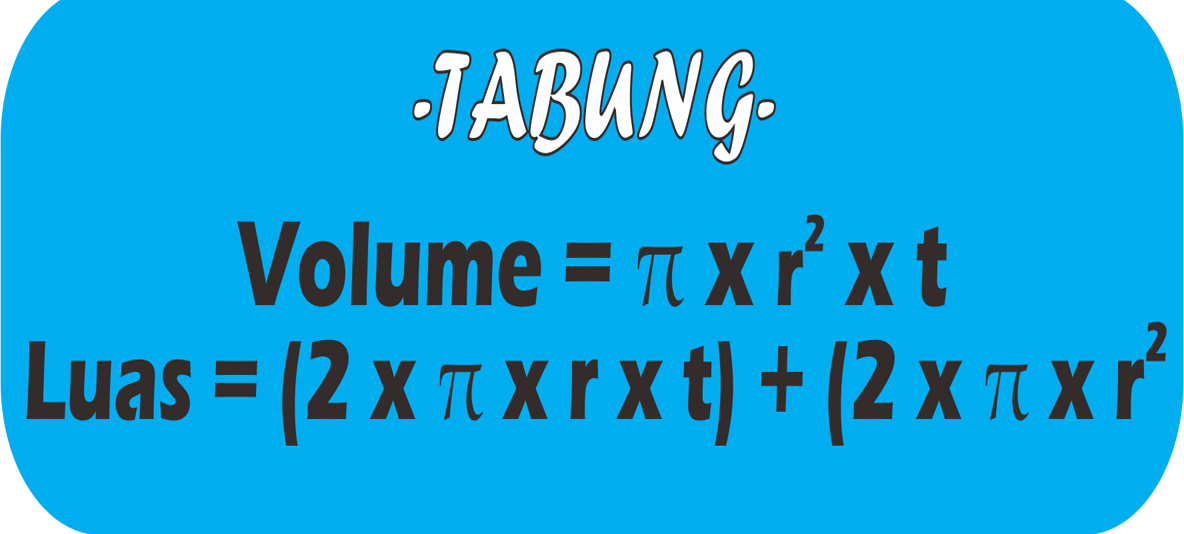 ·TABUNG·
Volume = π x r² x t
Luas = (2 x π x r x t) + (2 x π x r²